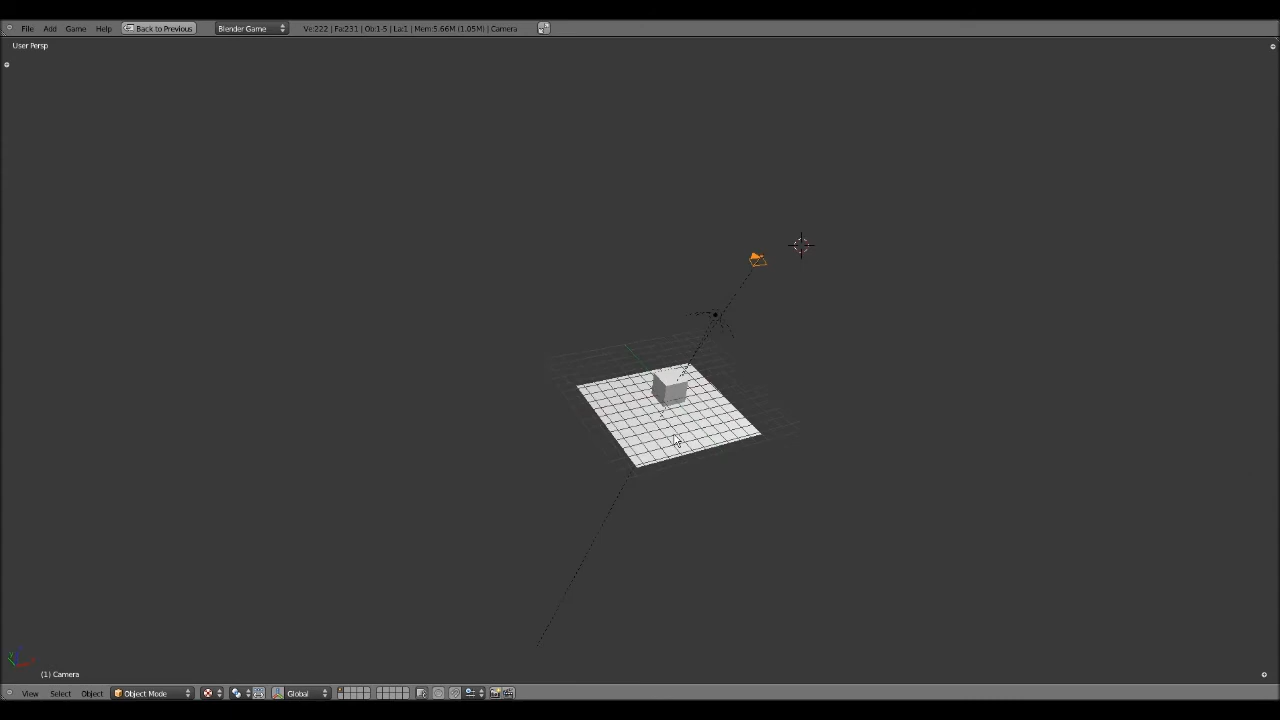 File Add Game Help Back to Previous Blender Game Ve:222 | Fa:231 | Ob:1-5 | La:1 | Mem:5.66M (1.05M) | Camera
User Persp
(1) Camera
View Select Object Object Mode Global